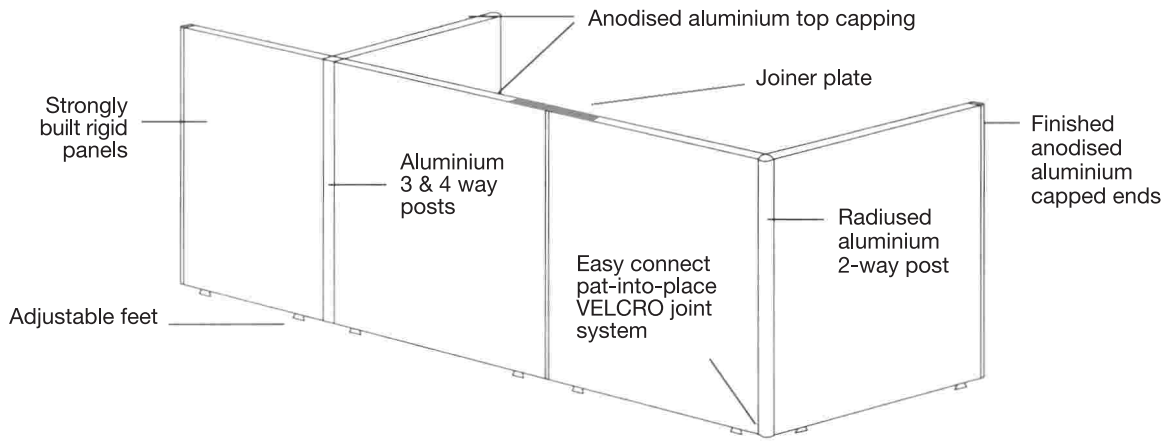 Anodised aluminium top capping
Joiner plate
Strongly
built rigid
panels
Aluminium
3 & 4 way
posts
Finished
anodised
aluminium
capped ends
Radiused
aluminium
2-way post
Easy connect
pat-into-place
VELCRO joint
system
Adjustable feet